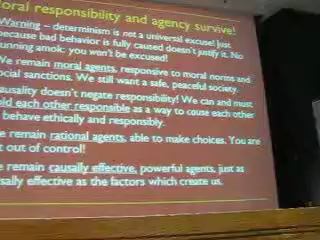 oral responsibility and agency survive!
Warning – determinism is not a universal excuse! Just
because bad behavior is fully caused doesn't justify it. No
unning amok: you won't be excused!
We remain moral agents, responsive to moral norms and
ocial sanctions. We still want a safe, peaceful society.
ausality doesn't negate responsibility! We can and must
old each other responsible as a way to cause each other
behave ethically and responsibly.
e remain rational agents, able to make choices. You are
t out of control!
e remain causally effective, powerful agents, just as
sally effective as the factors which create us.